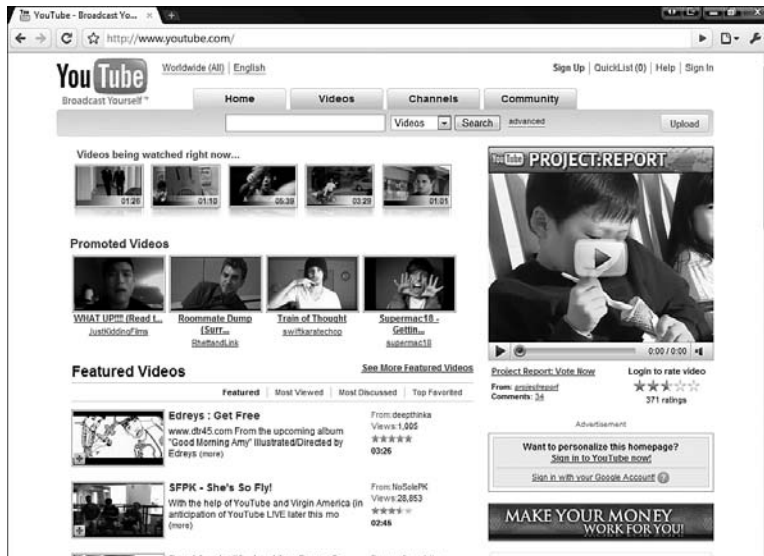 YouTube - Broadcast Yo...
http://www.youtube.com/
YouTube
Broadcast Yourself ™
Worldwide (All) | English
Sign Up | QuickList (0) | Help | Sign In
Home Videos Channels Community
Videos Search advanced Upload
Videos being watched right now...
01:26 01:10 05:39 03:29 01:01
Promoted Videos
WHAT UP!!!! (Read t...
JustKiddingFilms
Roommate Dump
(Surr...
RhettandLink
Train of Thought
swiftkaratechop
Supermac18 -
Gettin...
supermac18
Featured Videos
See More Featured Videos
Featured | Most Viewed | Most Discussed | Top Favorited
Edreys : Get Free
www.dtr45.com From the upcoming album
"Good Morning Amy" Illustrated/Directed by
Edreys (more)
From: deepthinka
Views: 1,005
03:26
SFPK - She's So Fly!
With the help of YouTube and Virgin America (in
anticipation of YouTube LIVE later this mo
(more)
From: NoSolePK
Views: 28,853
02:45
YouTube PROJECT:REPORT
0:00 / 0:00
Project Report: Vote Now
From: projectreport
Comments: 34
Login to rate video
371 ratings
Advertisement
Want to personalize this homepage?
Sign in to YouTube now!
Sign in with your Google Account! ?
MAKE YOUR MONEY
WORK FOR YOU!